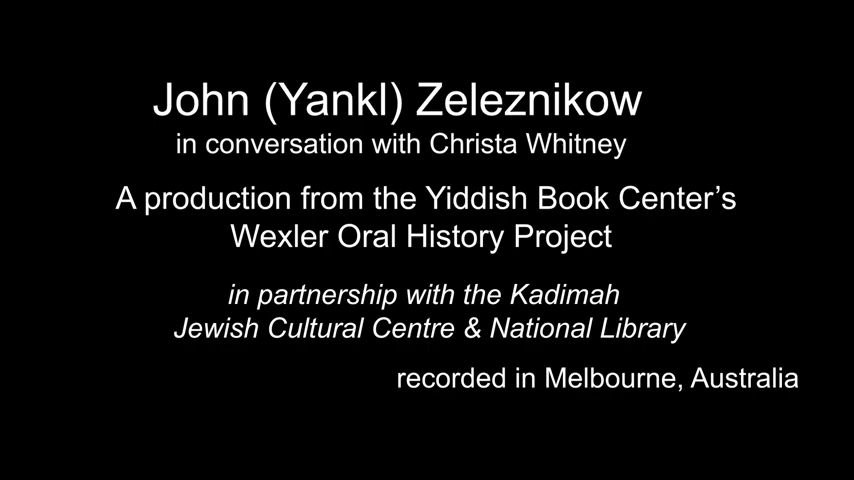 John (Yankl) Zeleznikow
in conversation with Christa Whitney
A production from the Yiddish Book Center’s
Wexler Oral History Project
in partnership with the Kadimah
Jewish Cultural Centre & National Library
recorded in Melbourne, Australia